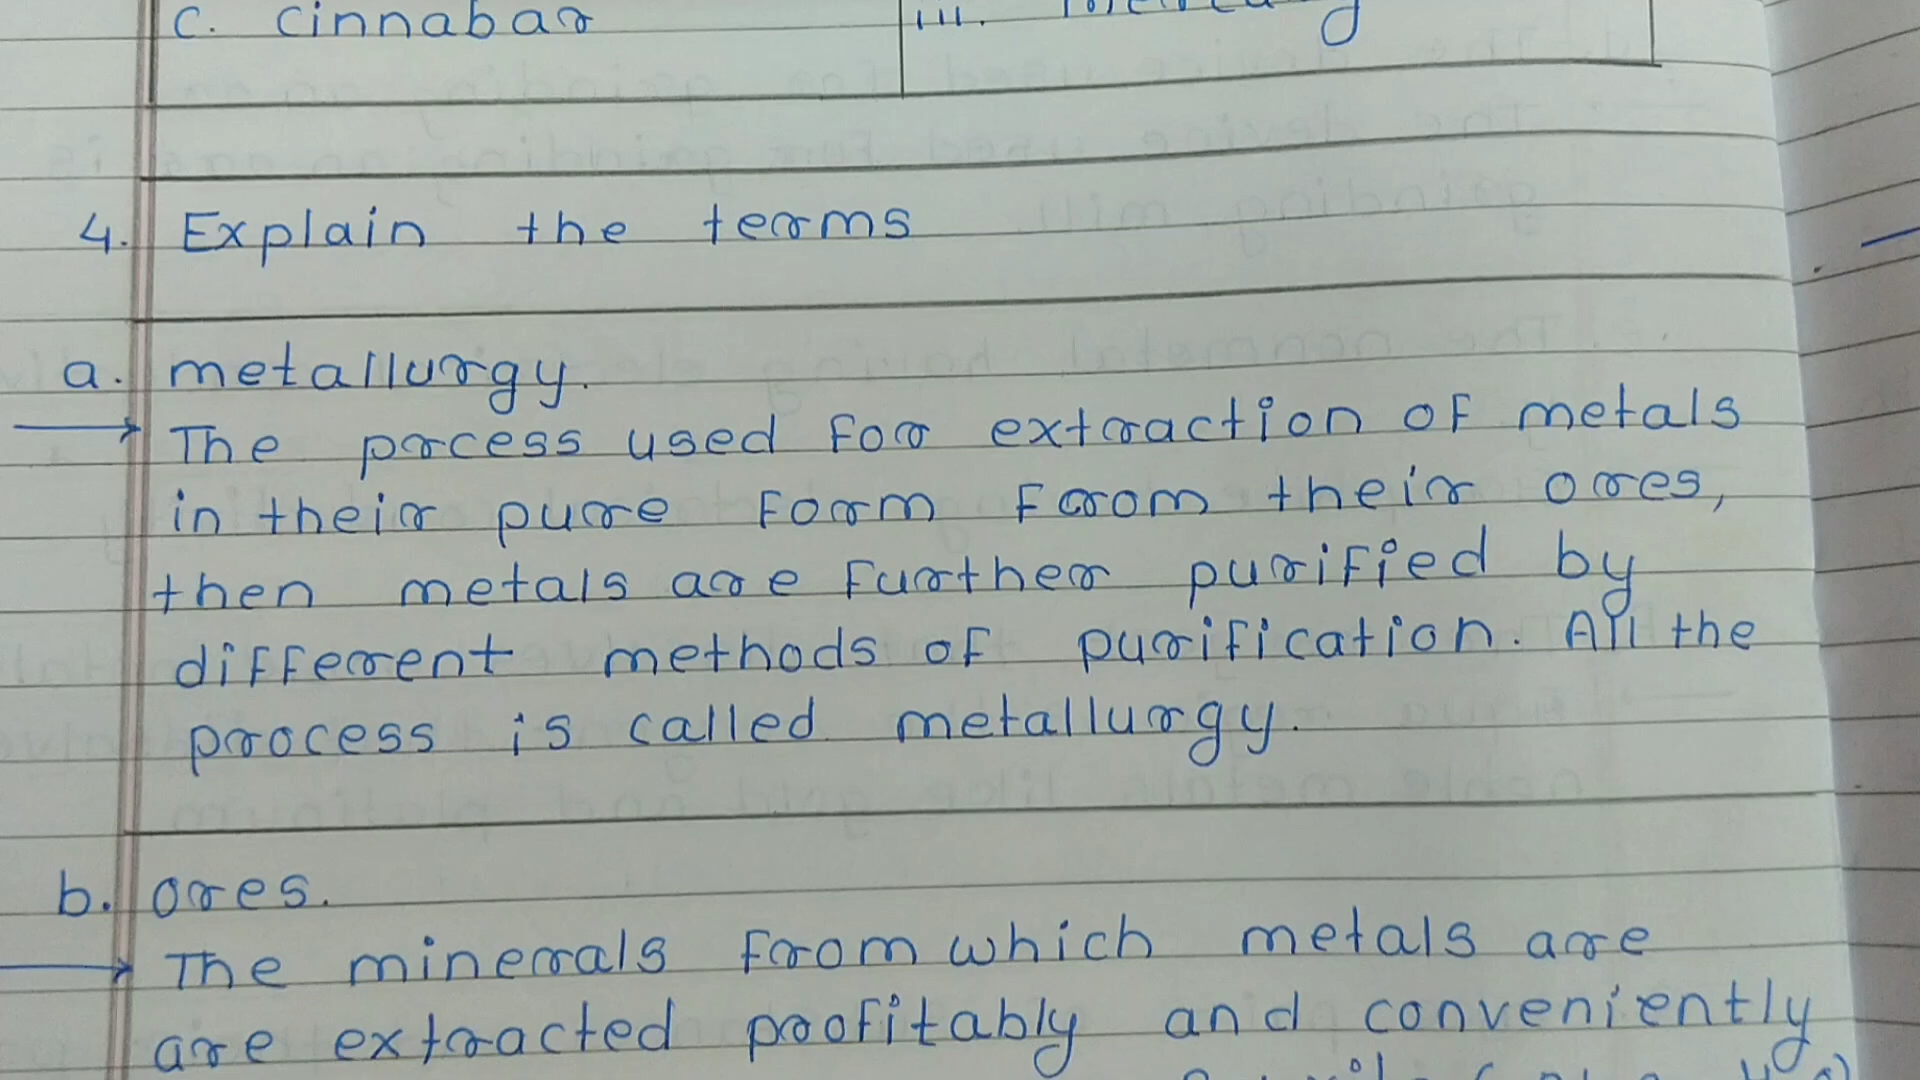 c. cinnabar iii.
4. Explain the terms
a. metallurgy.
The prcess used for extraction of metals
in their pure form from their ores,
then metals are further purified by
different methods of purification. All the
process is called metallurgy.
b. ores.
The minerals from which metals are
are extracted profitably and conveniently